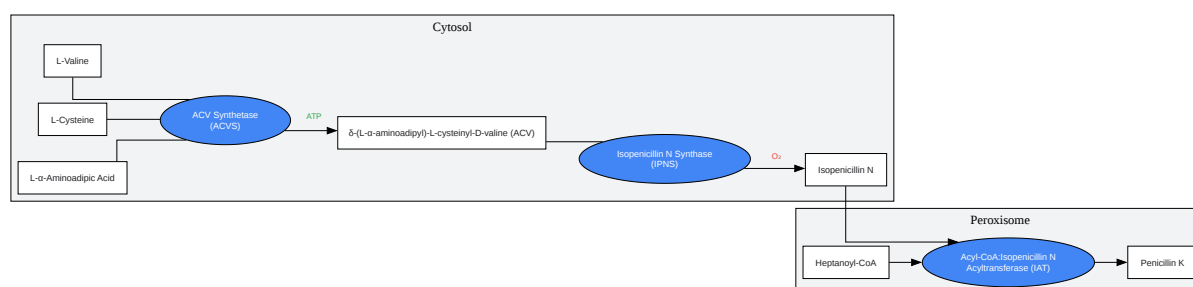 Cytosol
L-Valine
L-Cysteine
L-α-Aminoadipic Acid
ACV Synthetase
(ACVS)
ATP
δ-(L-α-aminoadipyl)-L-cysteinyl-D-valine (ACV)
Isopenicillin N Synthase
(IPNS)
O₂
Isopenicillin N
Peroxisome
Heptanoyl-CoA
Acyl-CoA:Isopenicillin N
Acyltransferase (IAT)
Penicillin K